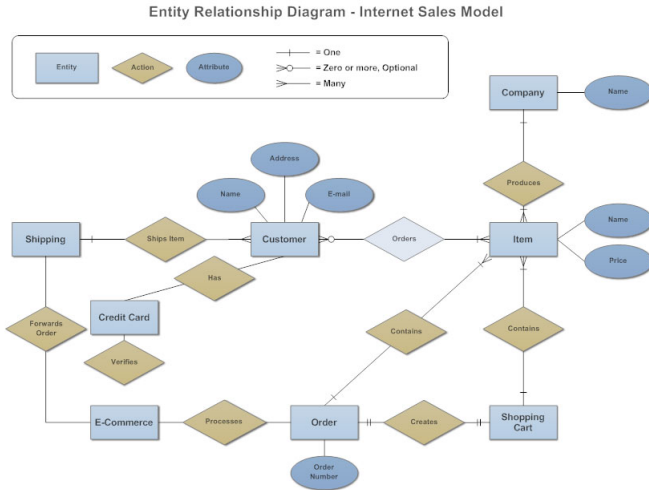 Entity Relationship Diagram - Internet Sales Model
Entity
Action
Attribute
= One
= Zero or more, Optional
= Many
Company
Name
Address
Name
E-mail
Produces
Shipping
Ships Item
Customer
Orders
Item
Name
Price
Has
Credit Card
Forwards
Order
Verifies
Contains
Contains
E-Commerce
Processes
Order
Creates
Shopping
Cart
Order
Number